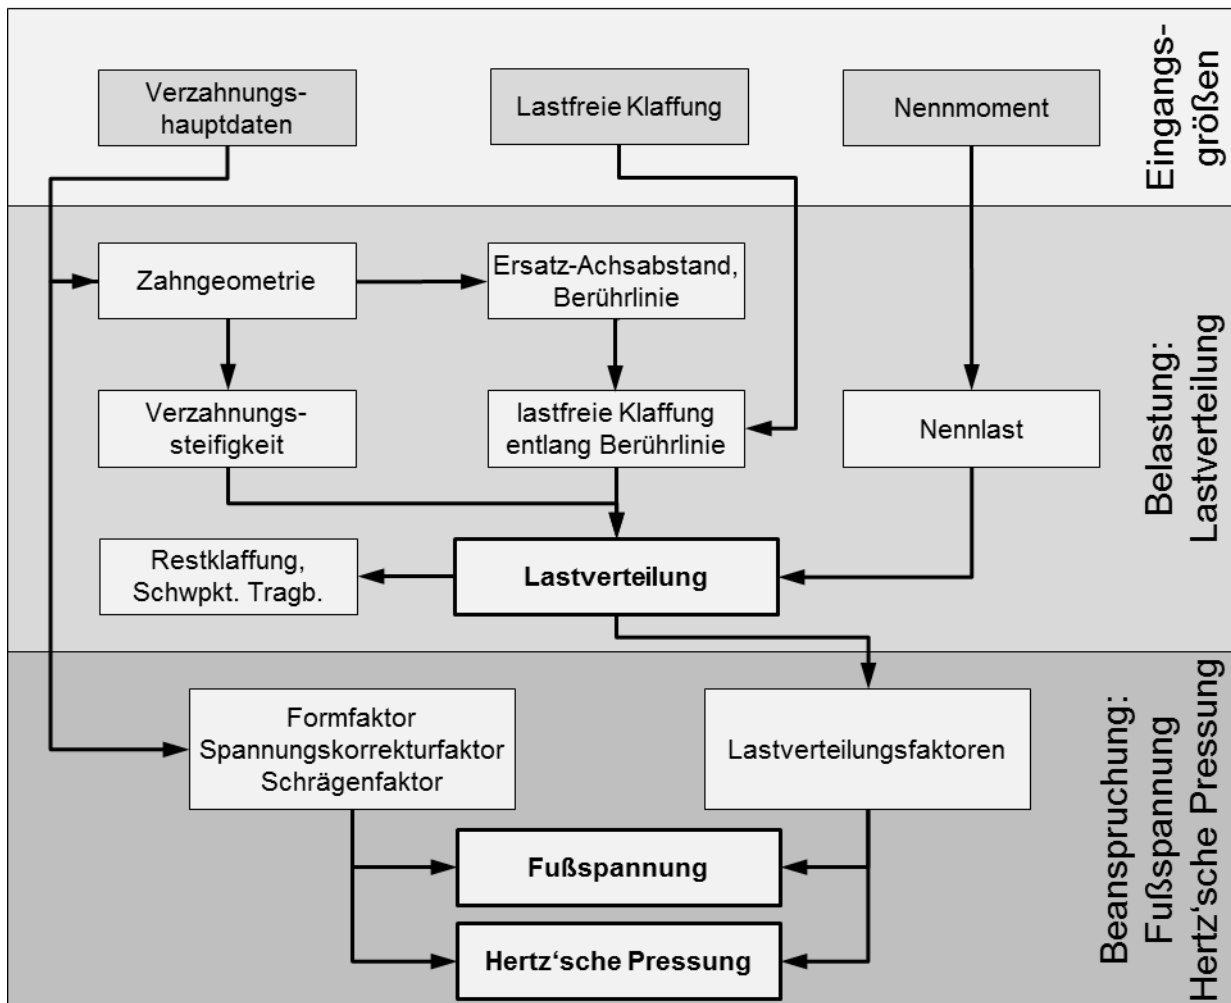 Verzahnungs-
hauptdaten
Lastfreie Klaffung
Nennmoment
Eingangs-
größen
Zahngeometrie
Ersatz-Achsabstand,
Berührlinie
Verzahnungs-
steifigkeit
lastfreie Klaffung
entlang Berührlinie
Nennlast
Restklaffung,
Schwpkt. Tragb.
Lastverteilung
Belastung:
Lastverteilung
Formfaktor
Spannungskorrekturfaktor
Schrägenfaktor
Lastverteilungsfaktoren
Fußspannung
Hertz‘sche Pressung
Beanspruchung:
Fußspannung
Hertz‘sche Pressung